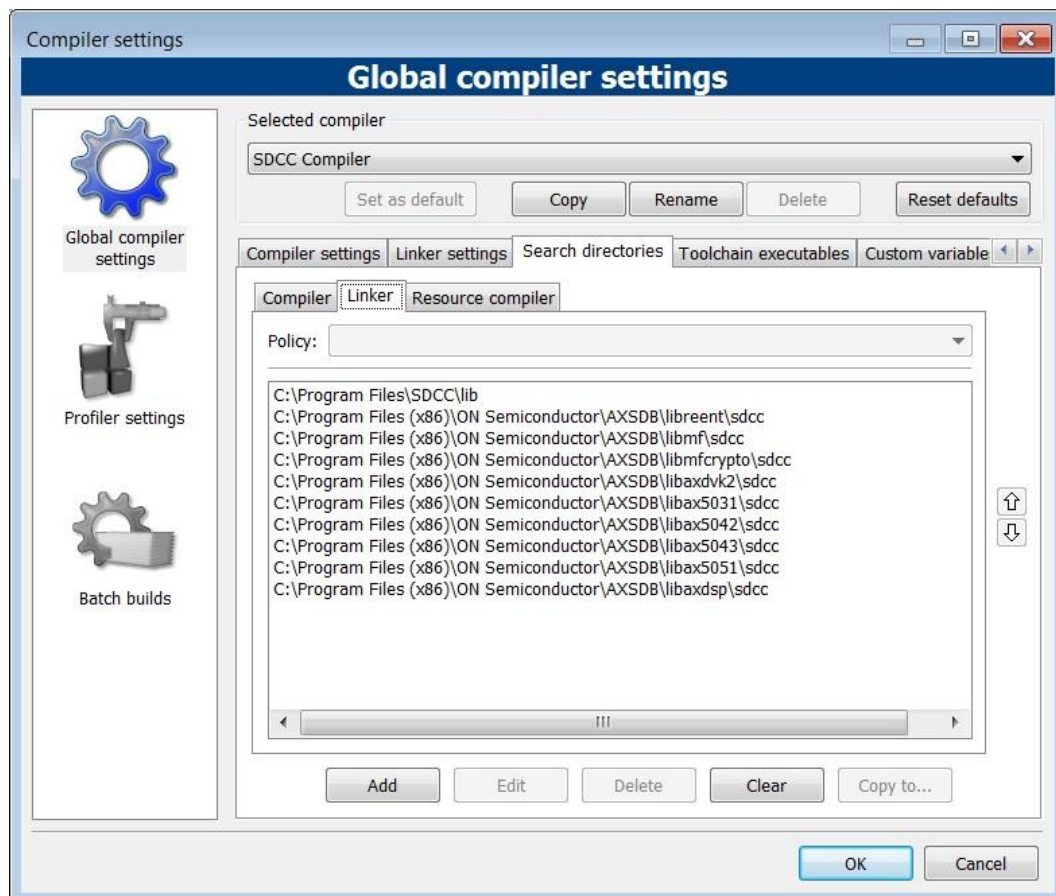 Compiler settings
Global compiler settings
Global compiler
settings
Profiler settings
Batch builds
Selected compiler
SDCC Compiler
Set as default Copy Rename Delete Reset defaults
Compiler settings Linker settings Search directories Toolchain executables Custom variable
Compiler Linker Resource compiler
Policy:
C:\Program Files\SDCC\lib
C:\Program Files (x86)\ON Semiconductor\AXSDB\libreent\sdcc
C:\Program Files (x86)\ON Semiconductor\AXSDB\libmf\sdcc
C:\Program Files (x86)\ON Semiconductor\AXSDB\libmfcrypto\sdcc
C:\Program Files (x86)\ON Semiconductor\AXSDB\libaxdvk2\sdcc
C:\Program Files (x86)\ON Semiconductor\AXSDB\libax5031\sdcc
C:\Program Files (x86)\ON Semiconductor\AXSDB\libax5042\sdcc
C:\Program Files (x86)\ON Semiconductor\AXSDB\libax5043\sdcc
C:\Program Files (x86)\ON Semiconductor\AXSDB\libax5051\sdcc
C:\Program Files (x86)\ON Semiconductor\AXSDB\libaxdsp\sdcc
Add Edit Delete Clear Copy to...
OK Cancel